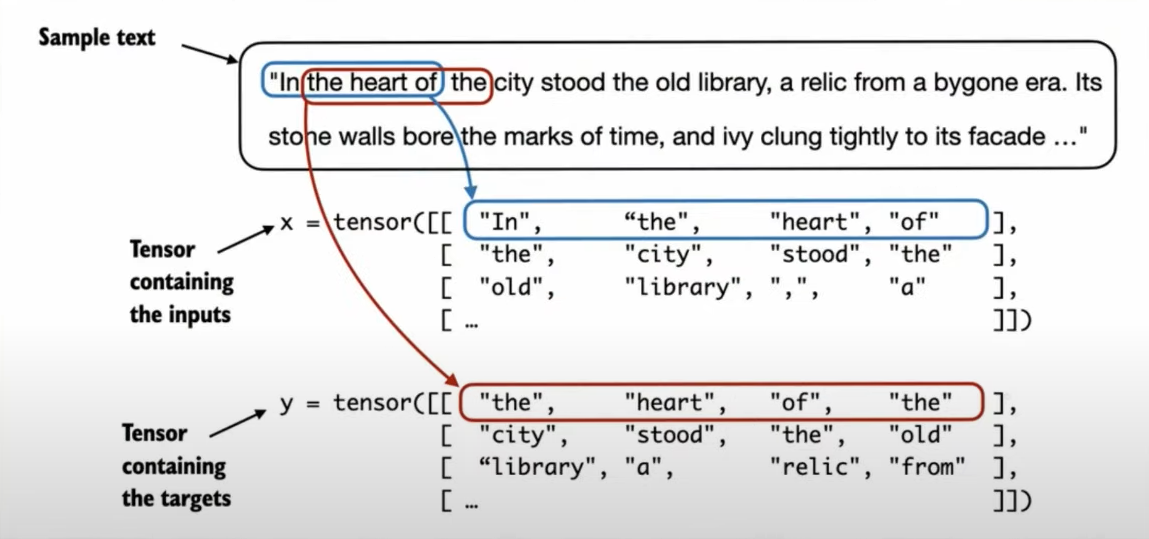 Sample text
"In the heart of the city stood the old library, a relic from a bygone era. Its
stone walls bore the marks of time, and ivy clung tightly to its facade …"
x = tensor([[ "In", “the", "heart", "of" ],
[ "the", "city", "stood", "the" ],
[ "old", "library", ",", "a" ],
[ … ]])
Tensor
containing
the inputs
y = tensor([[ "the", "heart", "of", "the" ],
[ "city", "stood", "the", "old" ],
[ “library", "a", "relic", "from" ],
[ … ]])
Tensor
containing
the targets